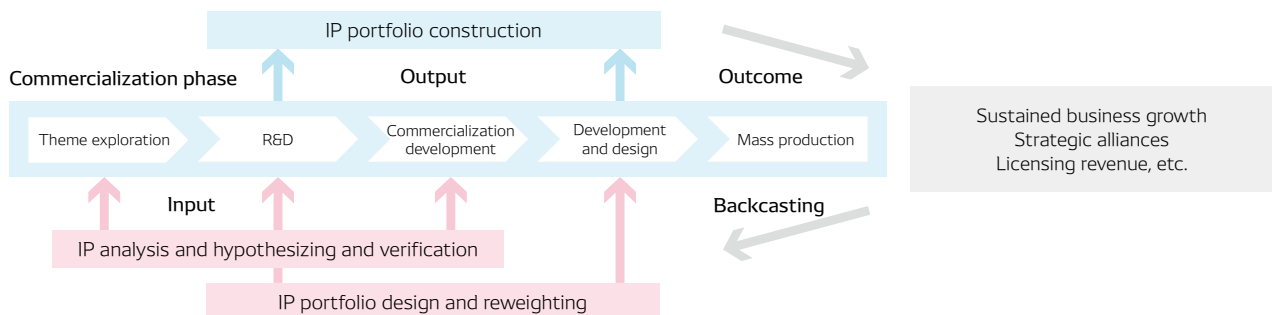 IP portfolio construction
Commercialization phase
Output
Outcome
Theme exploration
R&D
Commercialization
development
Development
and design
Mass production
Sustained business growth
Strategic alliances
Licensing revenue, etc.
Input
Backcasting
IP analysis and hypothesizing and verification
IP portfolio design and reweighting